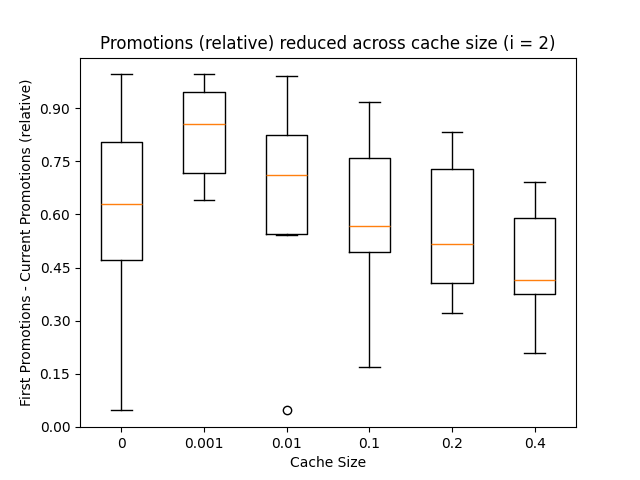 Promotions (relative) reduced across cache size (i = 2)
First Promotions - Current Promotions (relative)
0.90
0.75
0.60
0.45
0.30
0.15
0.00
0 0.001 0.01 0.1 0.2 0.4
Cache Size